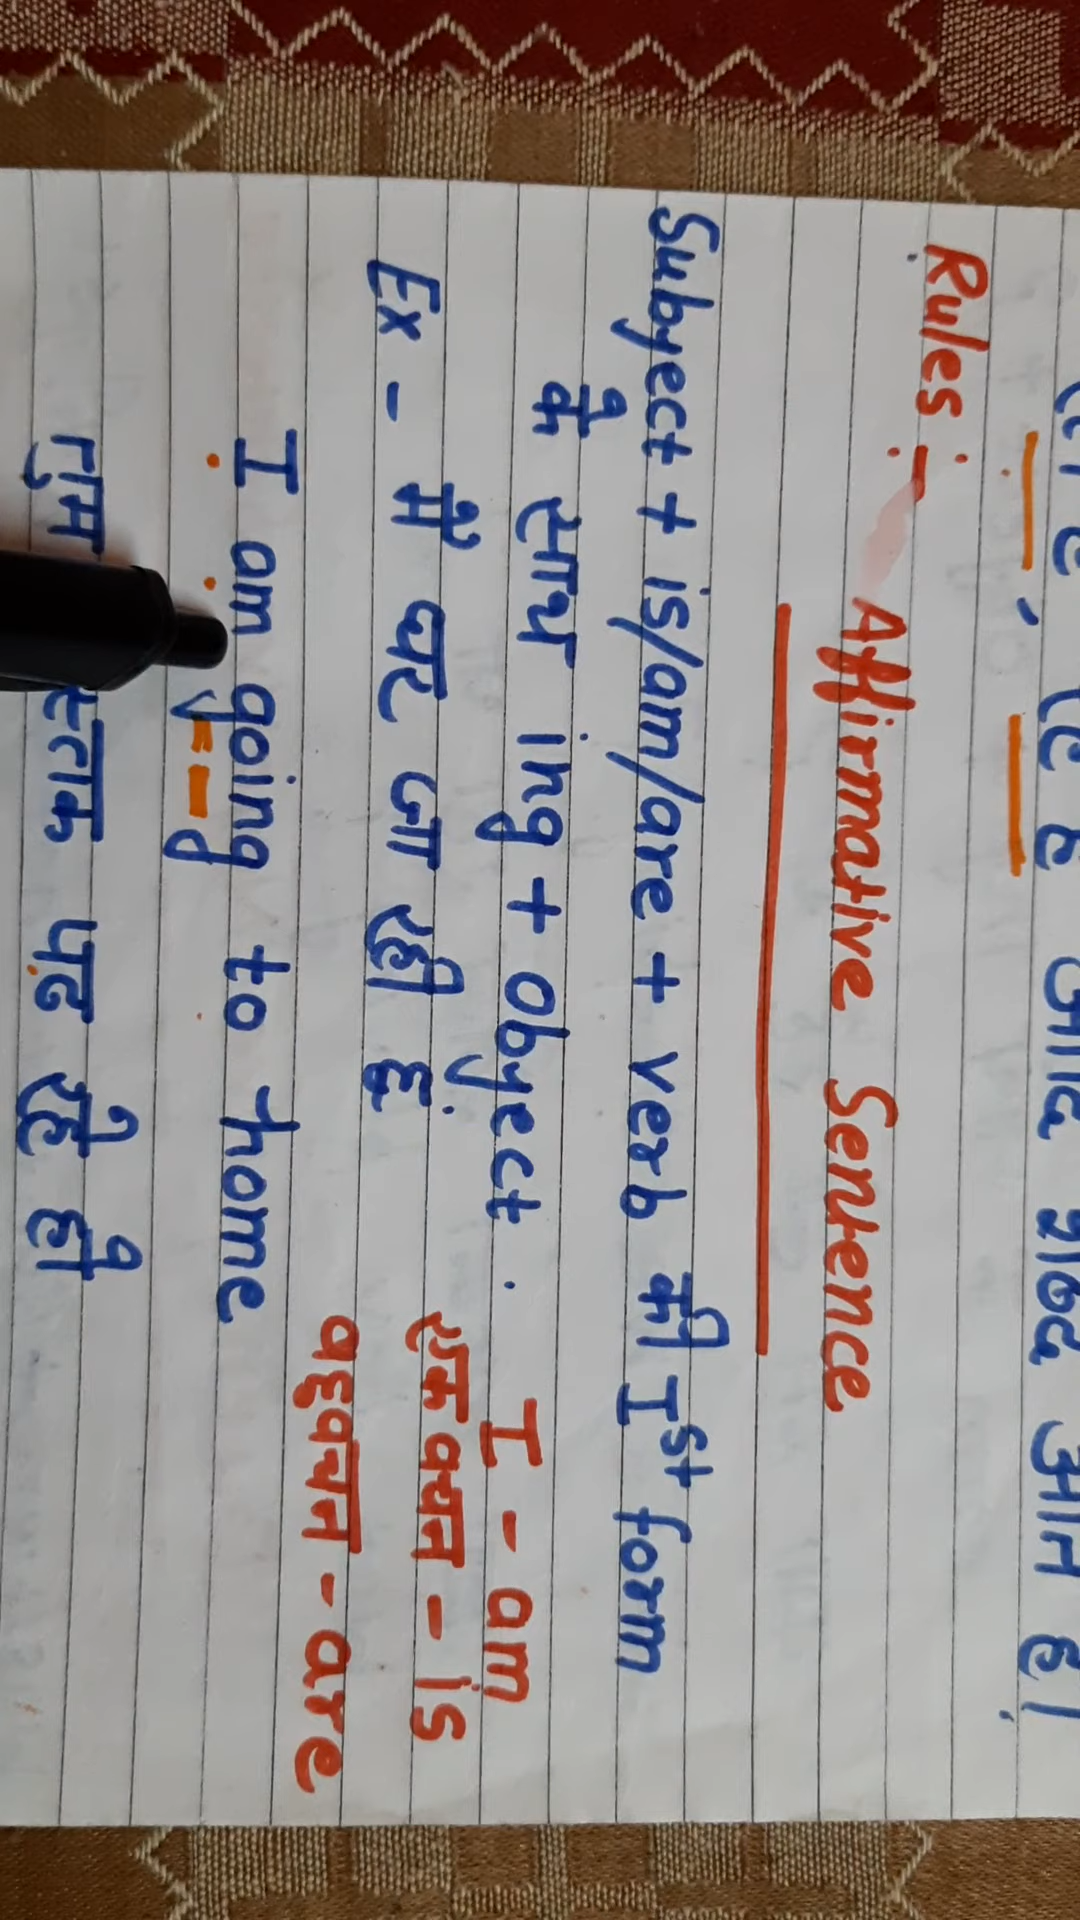 रहे हैं आदि शब्द आते हैं।
Rules :- Affirmative Sentence
Subject + is/am/are + verb की Ist form
के साथ ing + object .
I - am
Ex - मैं घर जा रही हूं
एकवचन - is
I am going to home
बहुवचन - are
तुम पढ रहे हो